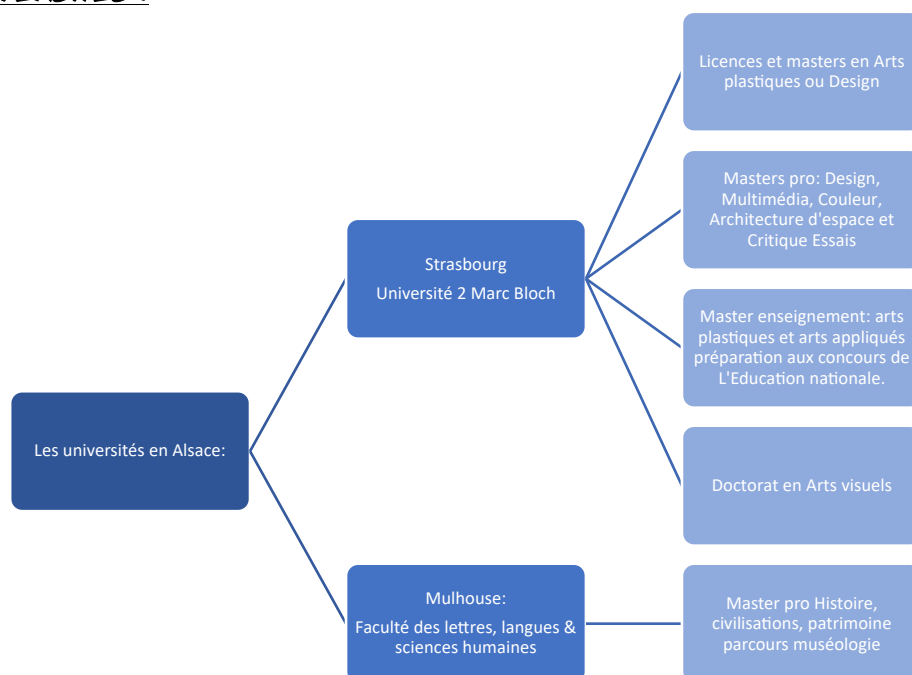 Les universités en Alsace:
Strasbourg
Université 2 Marc Bloch
Licences et masters en Arts
plastiques ou Design
Masters pro: Design,
Multimédia, Couleur,
Architecture d'espace et
Critique Essais
Master enseignement: arts
plastiques et arts appliqués
préparation aux concours de
L'Education nationale.
Doctorat en Arts visuels
Mulhouse:
Faculté des lettres, langues &
sciences humaines
Master pro Histoire,
civilisations, patrimoine
parcours muséologie